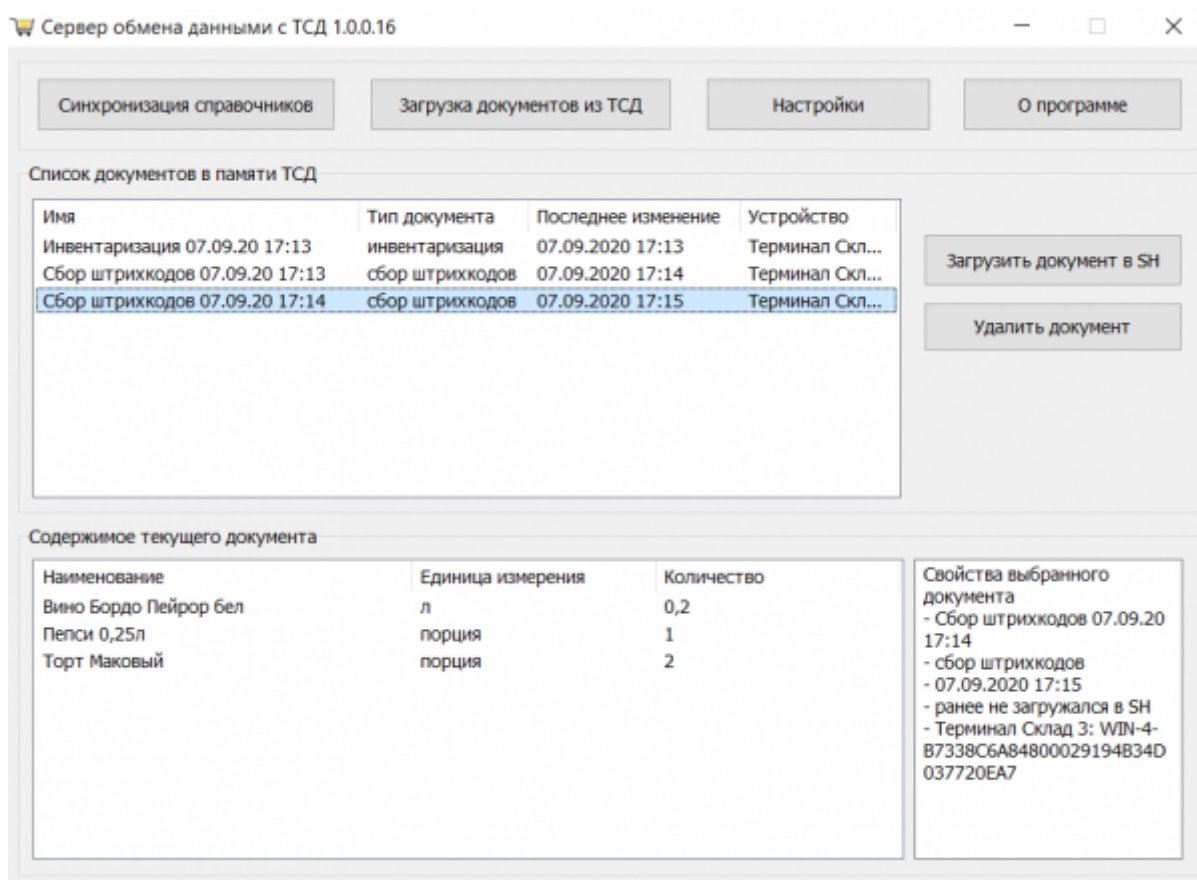 Сервер обмена данными с ТСД 1.0.0.16
Синхронизация справочников Загрузка документов из ТСД Настройки О программе
Список документов в памяти ТСД
Имя Тип документа Последнее изменение Устройство
Инвентаризация 07.09.20 17:13 инвентаризация 07.09.2020 17:13 Терминал Скл...
Сбор штрихкодов 07.09.20 17:13 сбор штрихкодов 07.09.2020 17:14 Терминал Скл...
Сбор штрихкодов 07.09.20 17:14 сбор штрихкодов 07.09.2020 17:15 Терминал Скл...
Загрузить документ в SH
Удалить документ
Содержимое текущего документа
Наименование Единица измерения Количество
Вино Бордо Пейрор бел л 0,2
Пепси 0,25л порция 1
Торт Маковый порция 2
Свойства выбранного
документа
- Сбор штрихкодов 07.09.20
17:14
- сбор штрихкодов
- 07.09.2020 17:15
- ранее не загружался в SH
- Терминал Склад 3: WIN-4-
B7338C6A84800029194B34D
037720EA7